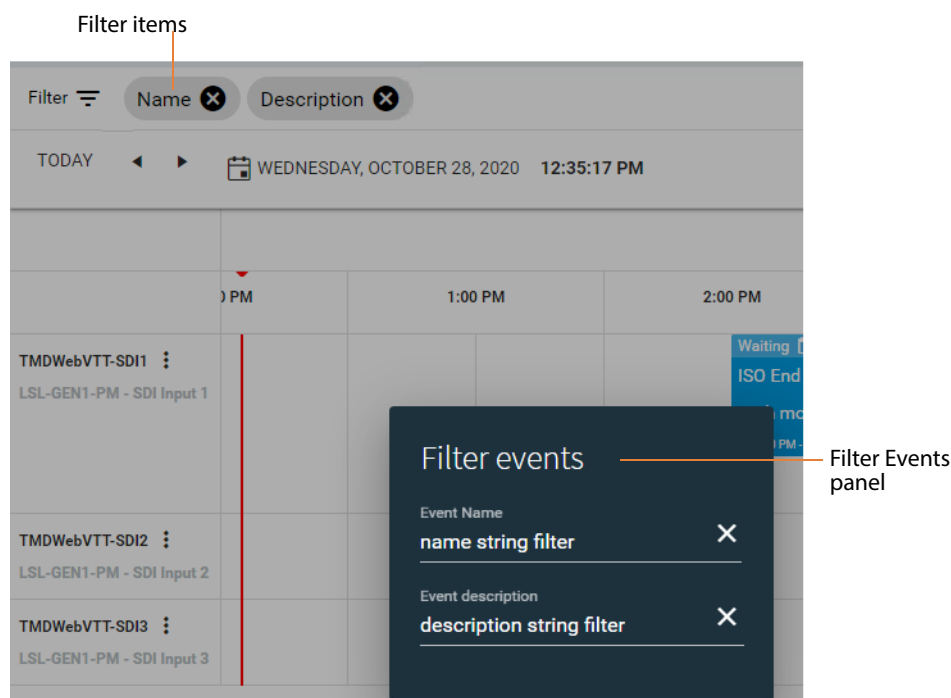 Filter items
Filter Name Description
TODAY WEDNESDAY, OCTOBER 28, 2020 12:35:17 PM
PM 1:00 PM 2:00 PM
TMDWebVTT-SDI1
LSL-GEN1-PM - SDI Input 1
Waiting
ISO End
PM -
Filter events
Filter Events
panel
Event Name
name string filter
Event description
description string filter
TMDWebVTT-SDI2
LSL-GEN1-PM - SDI Input 2
TMDWebVTT-SDI3
LSL-GEN1-PM - SDI Input 3